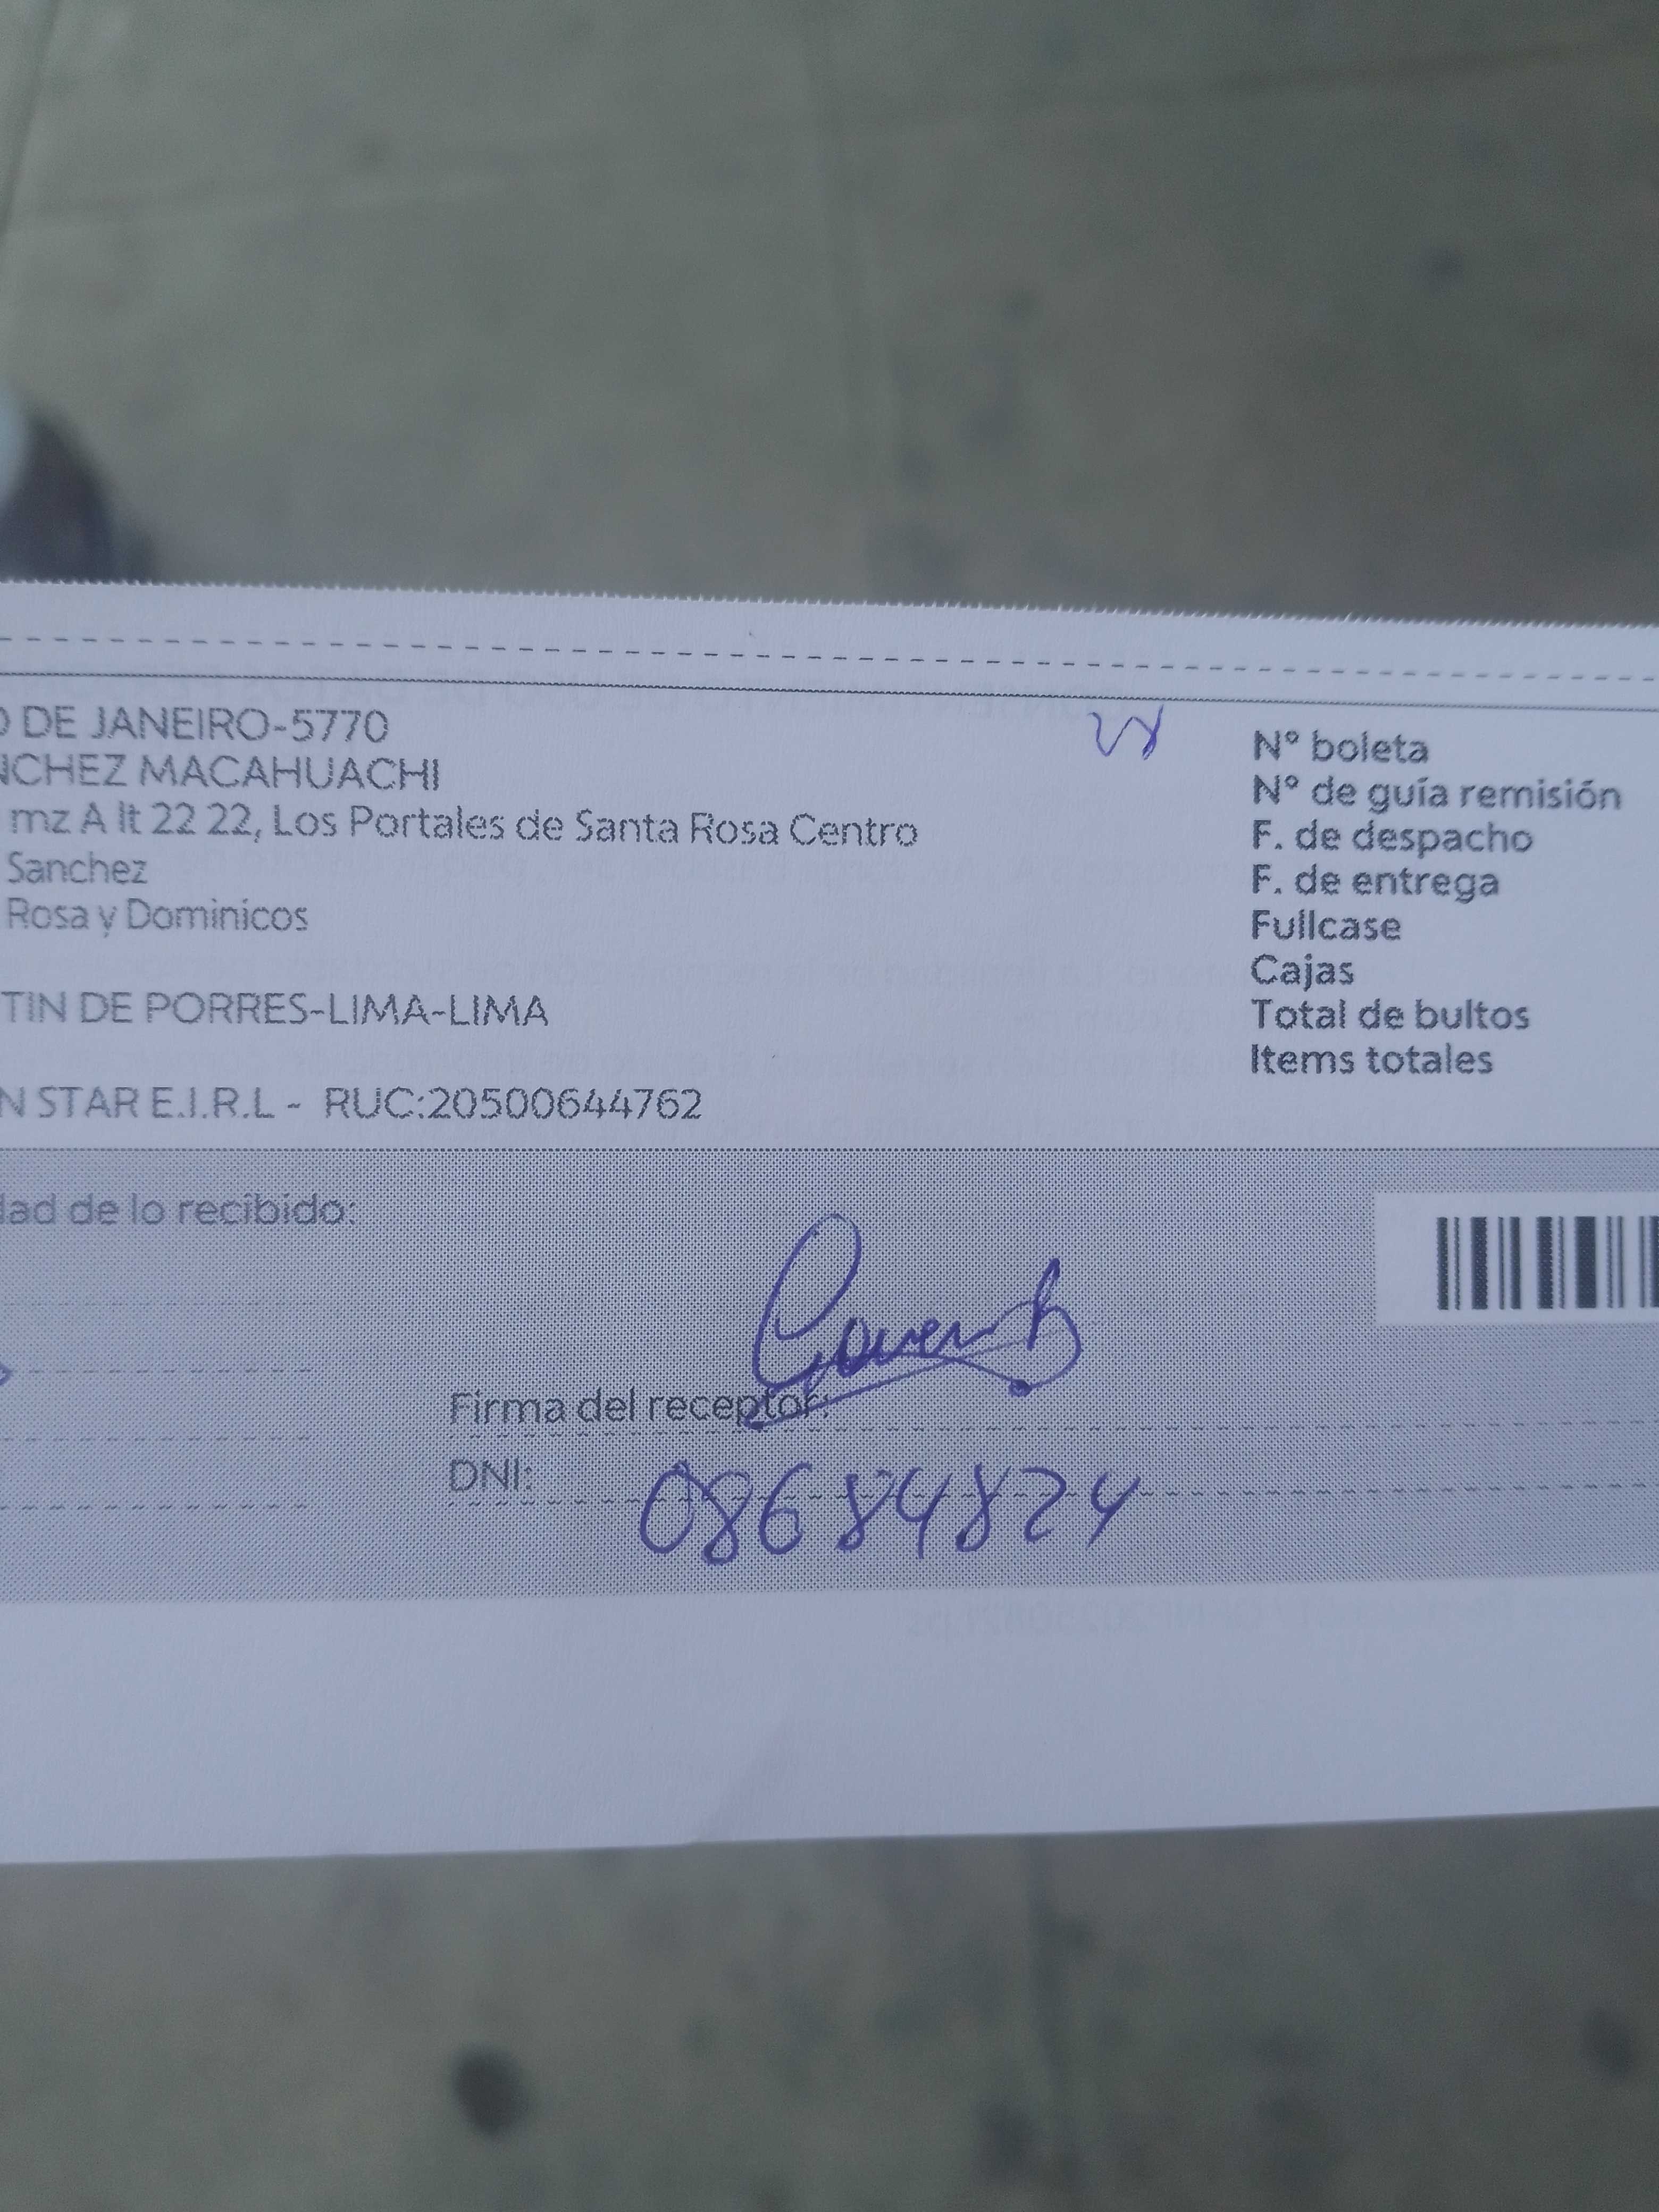 O DE JANEIRO-5770
NCHEZ MACAHUACHI
mz A lt 22 22, Los Portales de Santa Rosa Centro
Sanchez
Rosa y Dominicos
TIN DE PORRES-LIMA-LIMA
N STAR E.I.R.L - RUC:20500644762
28
N° boleta
N° de guía remisión
F. de despacho
F. de entrega
Fullcase
Cajas
Total de bultos
Items totales
dad de lo recibido:
Firma del receptor:
DNI: 08684824